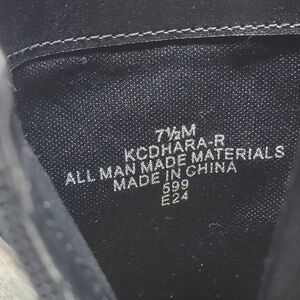 7½M
KCDHARA-R
ALL MAN MADE MATERIALS
MADE IN CHINA
599
E24